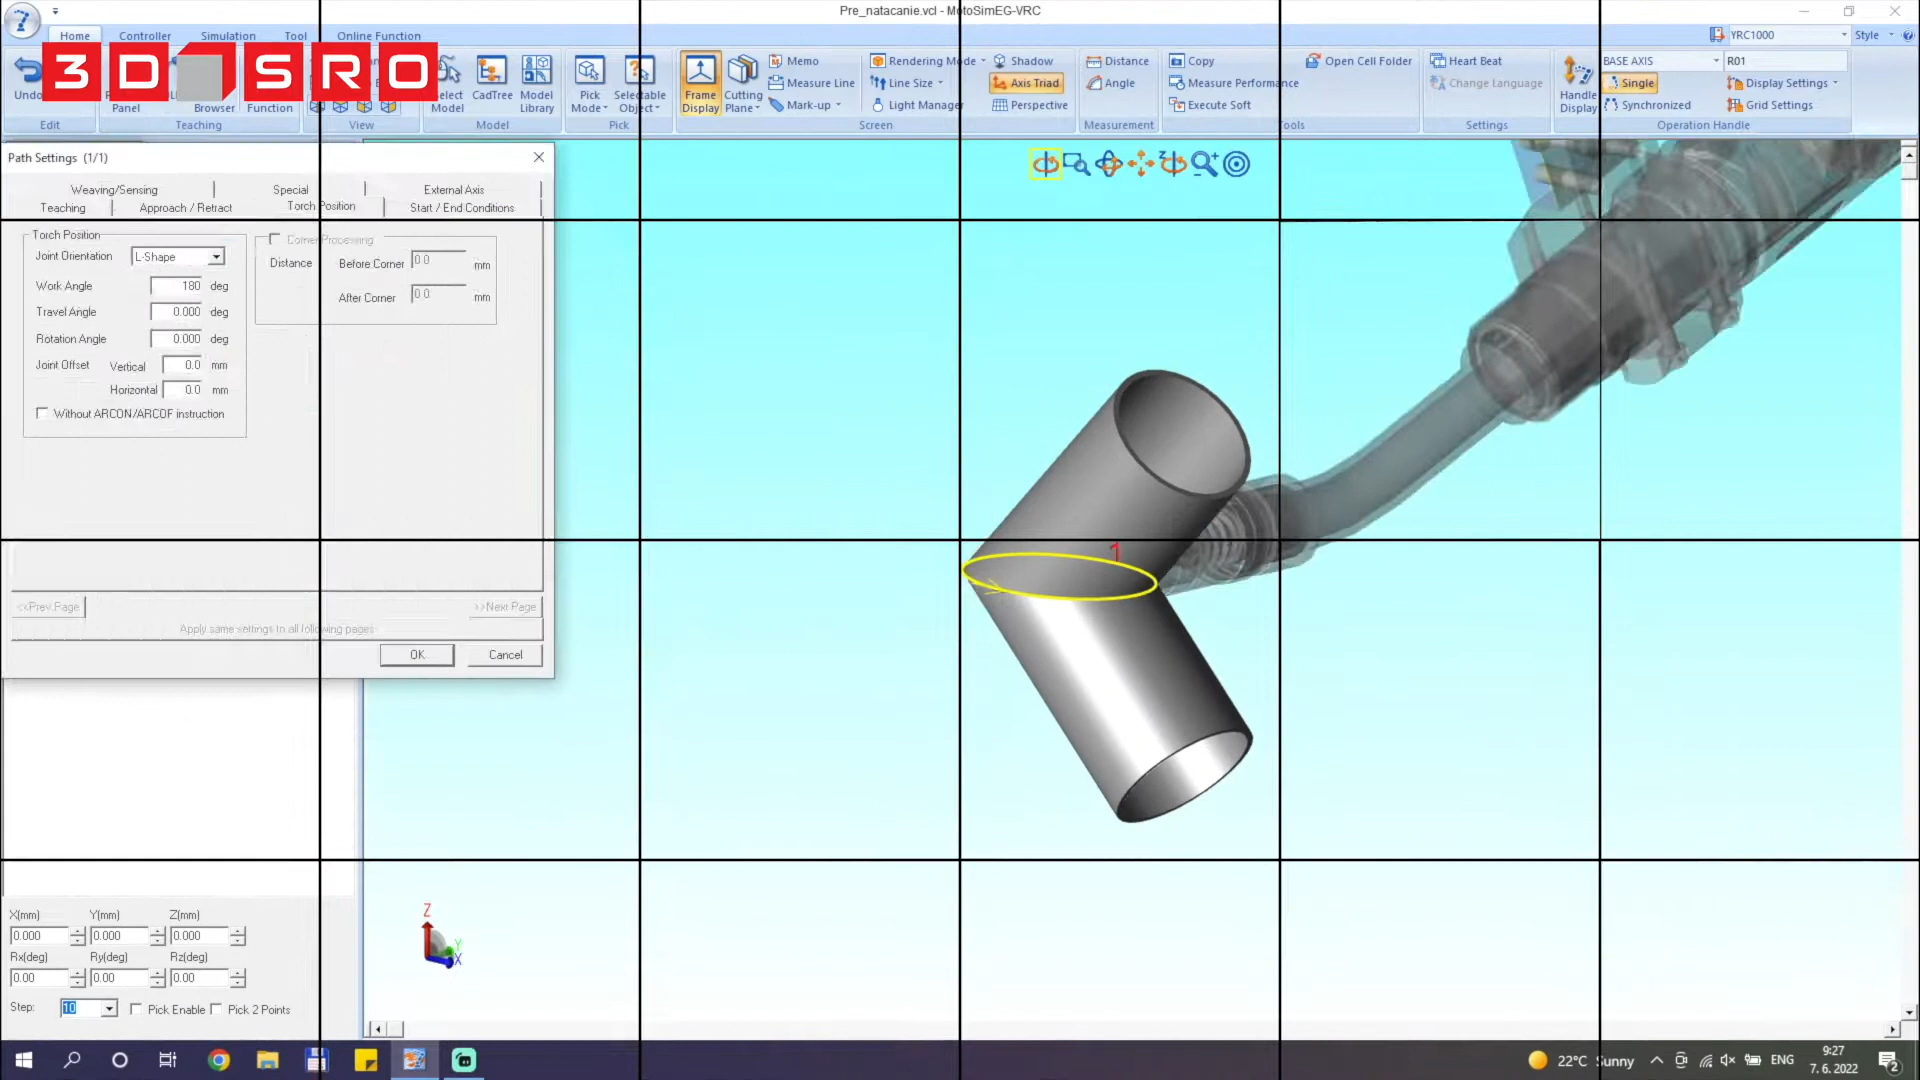 Pre_natacanie.vcl - MotoSimEG-VRC
Home Controller Simulation Tool Online Function
YRC1000 Style
3D SRO
Undo
Panel
Browser
Function
Select Model
CadTree
Model Library
Pick Mode
Selectable Object
Frame Display
Cutting Plane
Memo
Measure Line
Mark-up
Rendering Mode
Line Size
Light Manager
Shadow
Axis Triad
Perspective
Distance
Angle
Copy
Measure Performance
Execute Soft
Open Cell Folder
Heart Beat
Change Language
Handle Display
BASE AXIS
R01
Single
Synchronized
Display Settings
Grid Settings
Edit Teaching View Model Pick Screen Measurement Tools Settings Operation Handle
Path Settings (1/1)
Weaving/Sensing Special External Axis
Teaching Approach / Retract Torch Position Start / End Conditions
Torch Position
Joint Orientation L-Shape
Work Angle 180 deg
Travel Angle 0.000 deg
Rotation Angle 0.000 deg
Joint Offset Vertical 0.0 mm
Horizontal 0.0 mm
Without ARCON/ARCOF instruction
Corner Processing
Distance Before Corner 0.0 mm
After Corner 0.0 mm
<<Prev.Page >>Next Page
Apply same settings to all following pages
OK Cancel
1
Z
Y
X
X(mm) Y(mm) Z(mm)
0.000 0.000 0.000
Rx(deg) Ry(deg) Rz(deg)
0.00 0.00 0.00
Step: 10 Pick Enable Pick 2 Points
22°C Sunny
ENG
9:27
7. 6. 2022
2